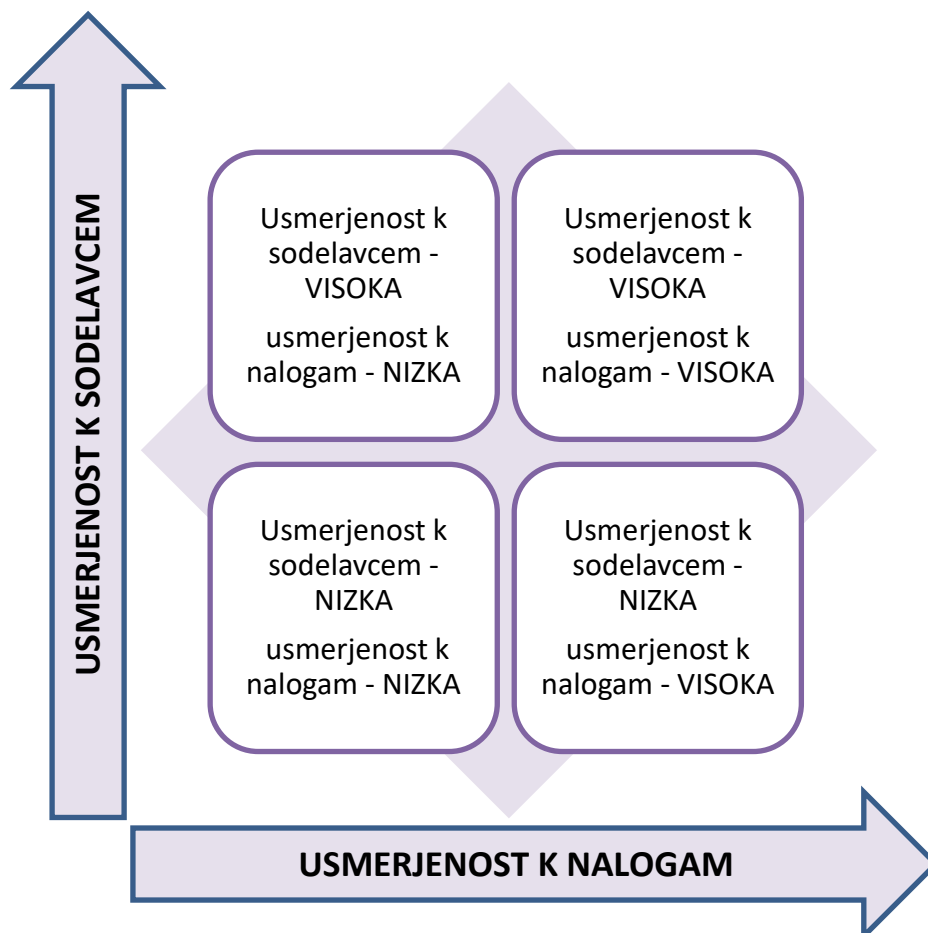 USMERJENOST K SODELAVCEM
Usmerjenost k
sodelavcem -
VISOKA
usmerjenost k
nalogam - NIZKA
Usmerjenost k
sodelavcem -
VISOKA
usmerjenost k
nalogam - VISOKA
Usmerjenost k
sodelavcem -
NIZKA
usmerjenost k
nalogam - NIZKA
Usmerjenost k
sodelavcem -
NIZKA
usmerjenost k
nalogam - VISOKA
USMERJENOST K NALOGAM